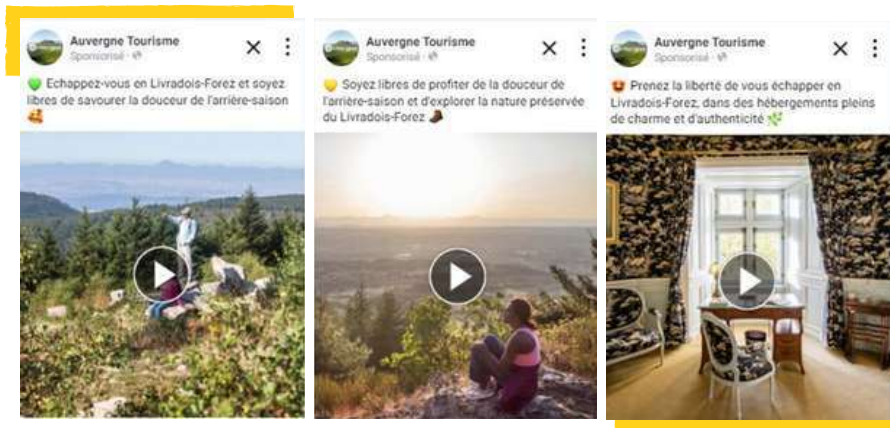 Auvergne Tourisme
Sponsorisé ·
💚 Echappez-vous en Livradois-Forez et soyez
libres de savourer la douceur de l'arrière-saison
🥰
Auvergne Tourisme
Sponsorisé ·
💛 Soyez libres de profiter de la douceur de
l'arrière-saison et d'explorer la nature préservée
du Livradois-Forez 🥾
Auvergne Tourisme
Sponsorisé ·
😍 Prenez la liberté de vous échapper en
Livradois-Forez, dans des hébergements pleins
de charme et d'authenticité 🌿